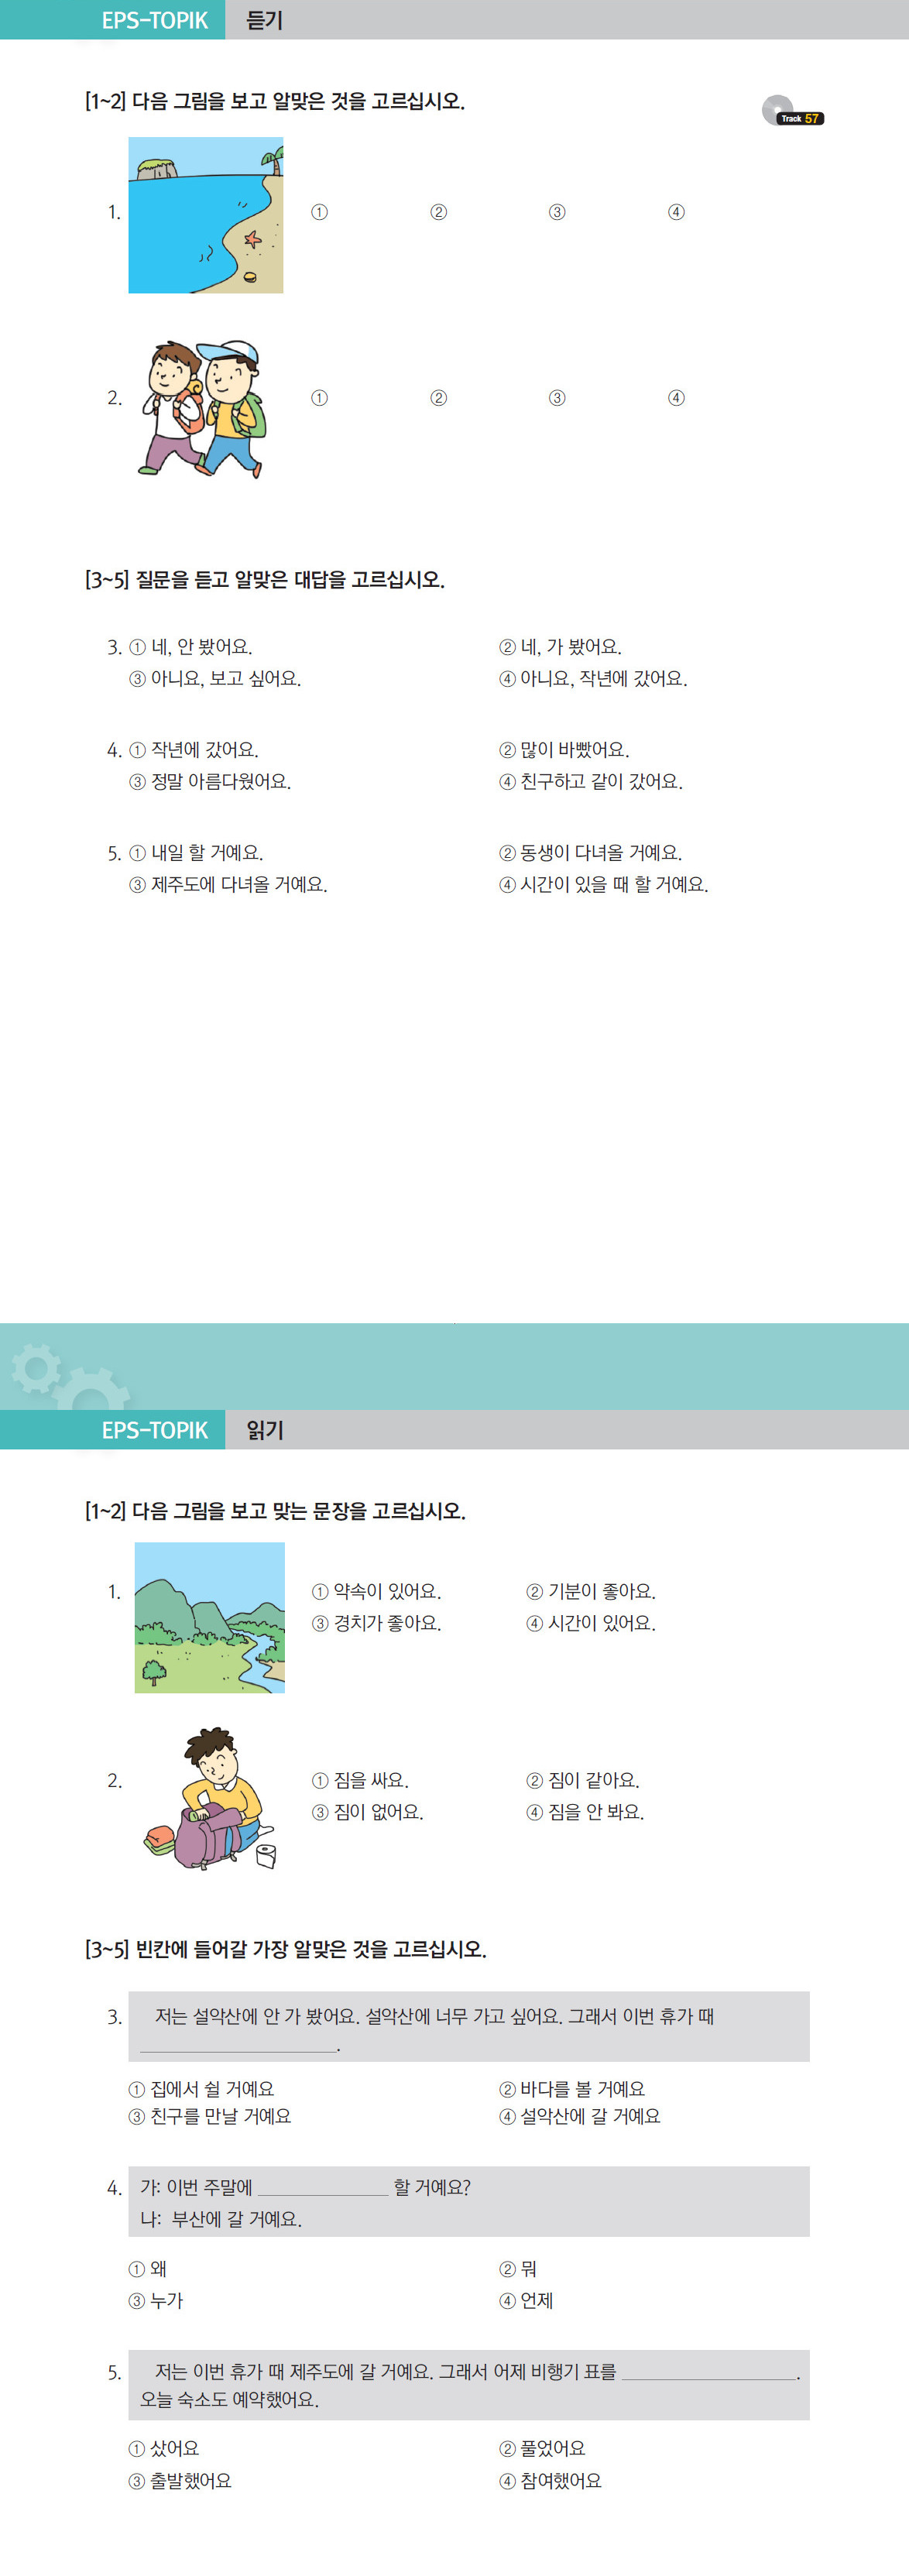 EPS-TOPIK 듣기
[1~2] 다음 그림을 보고 알맞은 것을 고르십시오.
Track 57
1. ① ② ③ ④
2. ① ② ③ ④
[3~5] 질문을 듣고 알맞은 대답을 고르십시오.
3. ① 네, 안 봤어요. ② 네, 가 봤어요.
③ 아니요, 보고 싶어요. ④ 아니요, 작년에 갔어요.
4. ① 작년에 갔어요. ② 많이 바빴어요.
③ 정말 아름다웠어요. ④ 친구하고 같이 갔어요.
5. ① 내일 할 거예요. ② 동생이 다녀올 거예요.
③ 제주도에 다녀올 거예요. ④ 시간이 있을 때 할 거예요.
EPS-TOPIK 읽기
[1~2] 다음 그림을 보고 맞는 문장을 고르십시오.
1. ① 약속이 있어요. ② 기분이 좋아요.
③ 경치가 좋아요. ④ 시간이 있어요.
2. ① 짐을 싸요. ② 짐이 같아요.
③ 짐이 없어요. ④ 짐을 안 봐요.
[3~5] 빈칸에 들어갈 가장 알맞은 것을 고르십시오.
3. 저는 설악산에 안 가 봤어요. 설악산에 너무 가고 싶어요. 그래서 이번 휴가 때
____________________.
① 집에서 쉴 거예요 ② 바다를 볼 거예요
③ 친구를 만날 거예요 ④ 설악산에 갈 거예요
4. 가: 이번 주말에 ______________ 할 거예요?
나: 부산에 갈 거예요.
① 왜 ② 뭐
③ 누가 ④ 언제
5. 저는 이번 휴가 때 제주도에 갈 거예요. 그래서 어제 비행기 표를 __________________.
오늘 숙소도 예약했어요.
① 샀어요 ② 풀었어요
③ 출발했어요 ④ 참여했어요